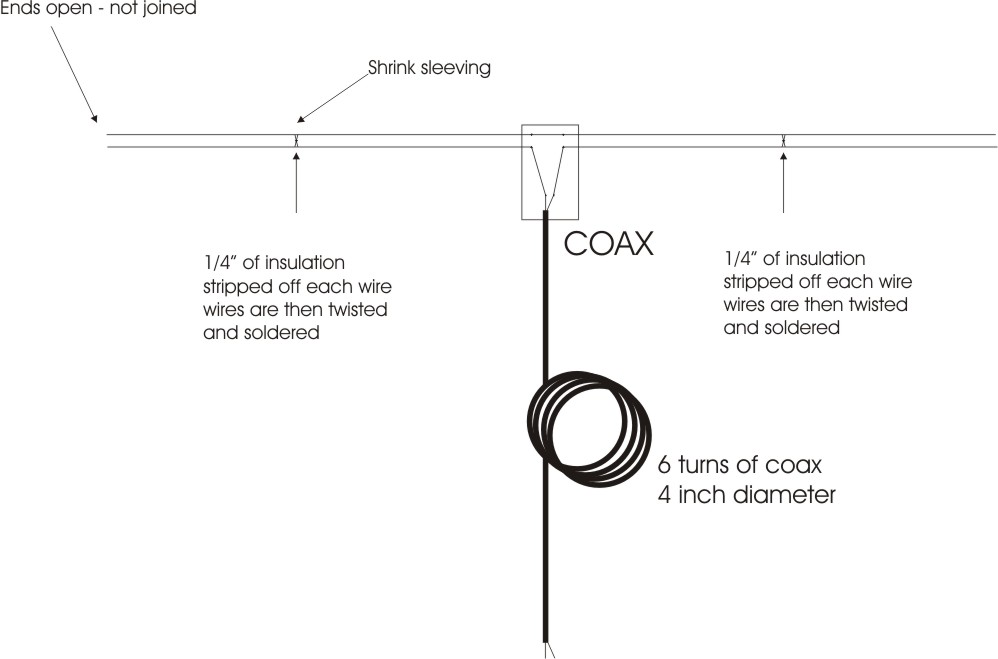 Ends open - not joined
Shrink sleeving
COAX
1/4" of insulation
stripped off each wire
wires are then twisted
and soldered
1/4" of insulation
stripped off each wire
wires are then twisted
and soldered
6 turns of coax
4 inch diameter